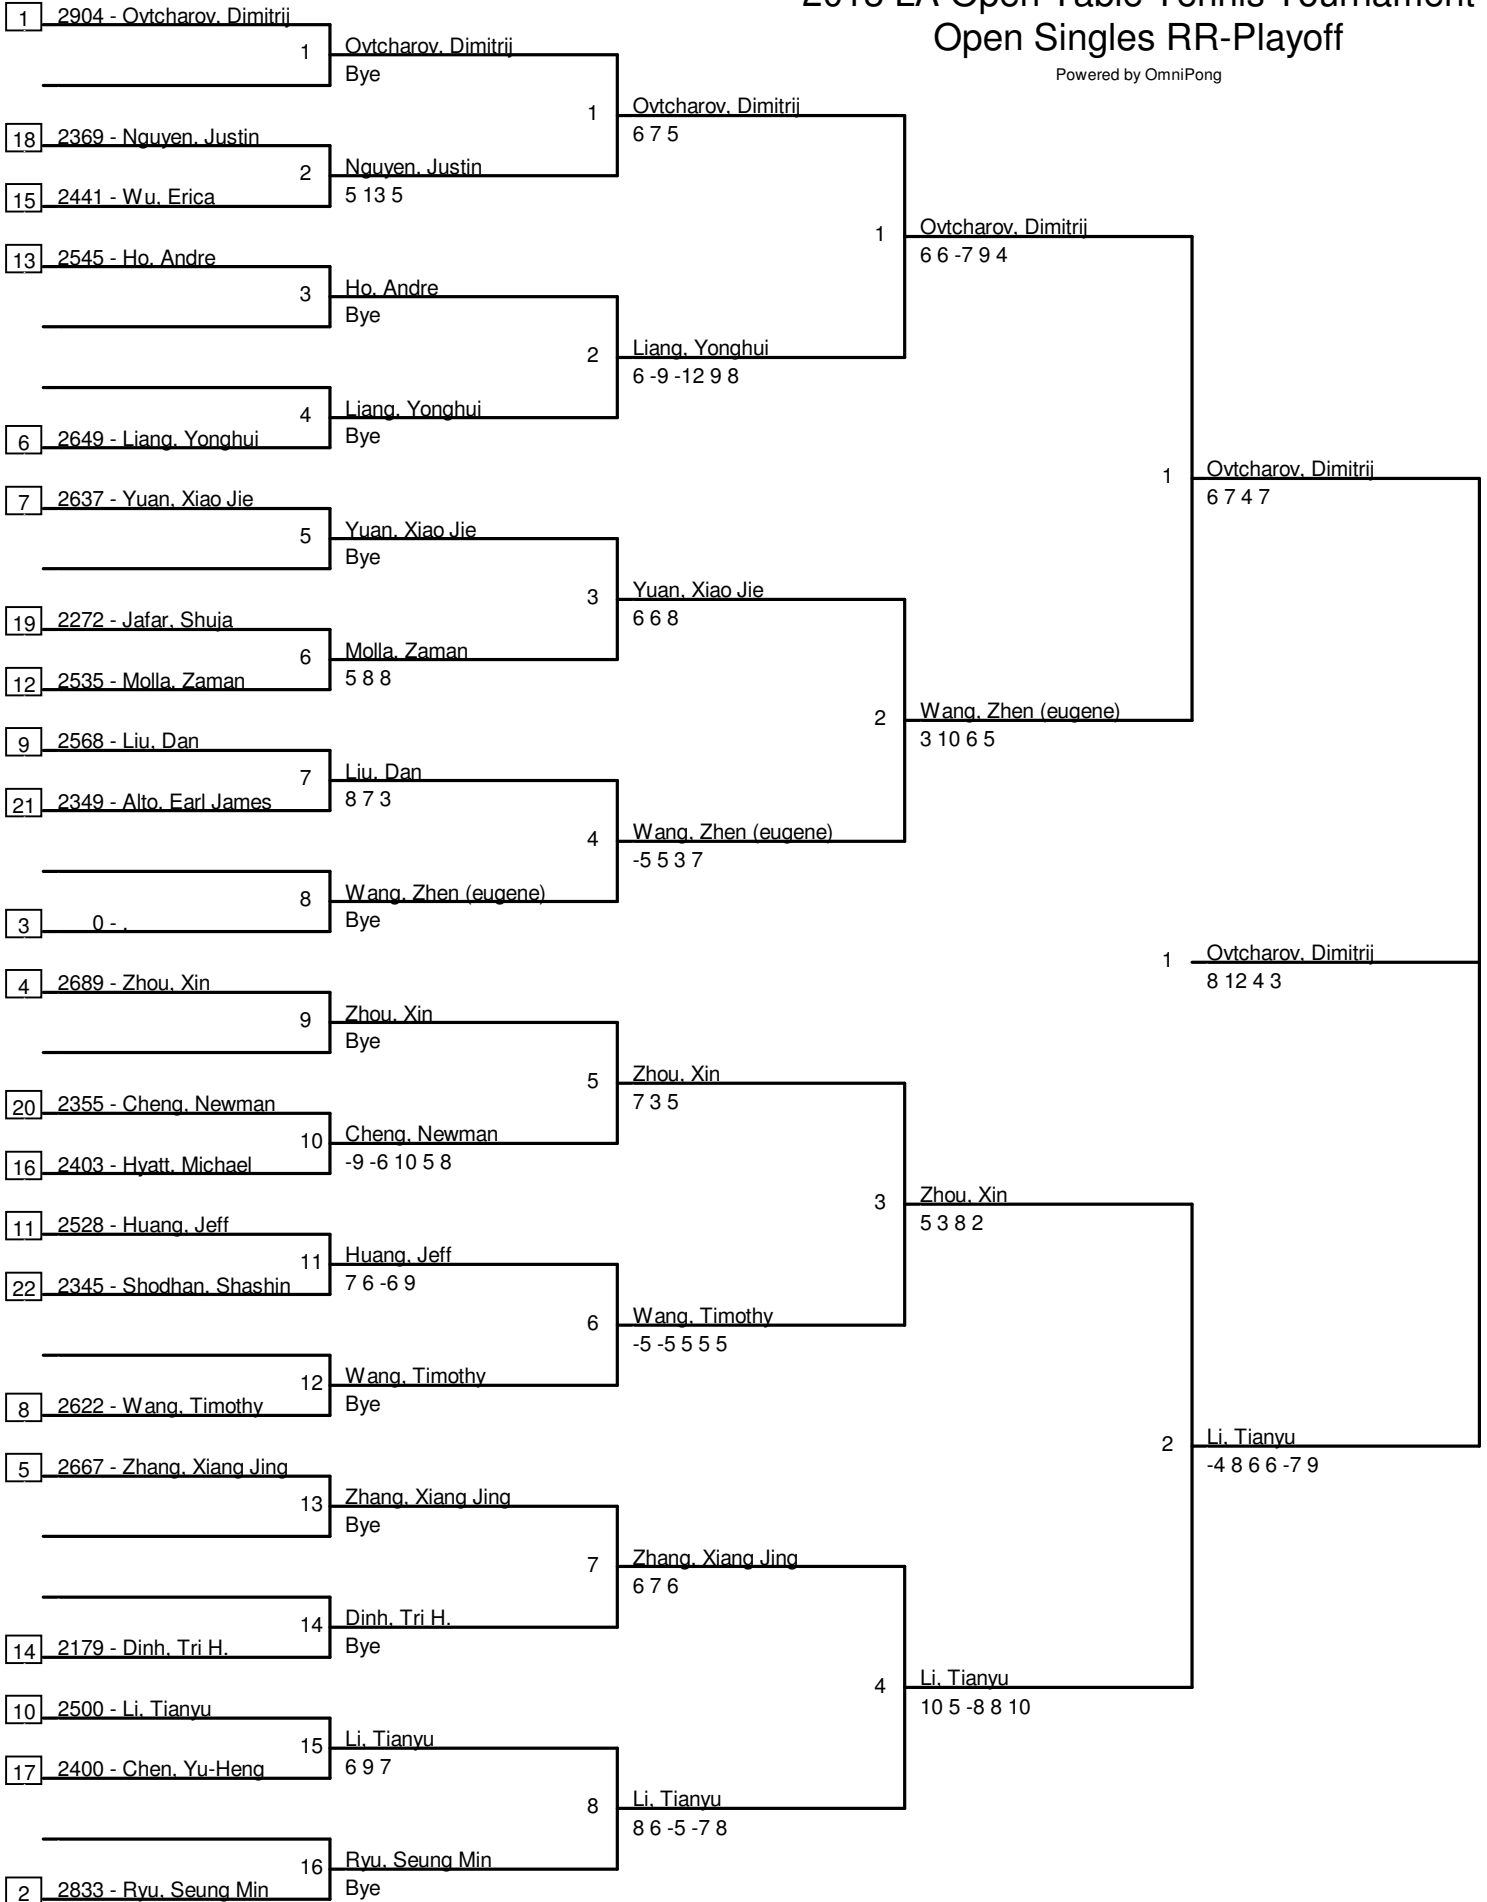 2013 LA Open Table Tennis Tournament
Open Singles RR-Playoff
Powered by OmniPong
1 2904 - Ovtcharov, Dimitrij
1 Ovtcharov, Dimitrij
Bye
1 Ovtcharov, Dimitrij
6 7 5
18 2369 - Nguyen, Justin
2 Nguyen, Justin
5 13 5
15 2441 - Wu, Erica
1 Ovtcharov, Dimitrij
6 6 -7 9 4
13 2545 - Ho, Andre
3 Ho, Andre
Bye
2 Liang, Yonghui
6 -9 -12 9 8
4 Liang, Yonghui
Bye
6 2649 - Liang, Yonghui
1 Ovtcharov, Dimitrij
6 7 4 7
7 2637 - Yuan, Xiao Jie
5 Yuan, Xiao Jie
Bye
3 Yuan, Xiao Jie
6 6 8
19 2272 - Jafar, Shuja
6 Molla, Zaman
5 8 8
12 2535 - Molla, Zaman
2 Wang, Zhen (eugene)
3 10 6 5
9 2568 - Liu, Dan
7 Liu, Dan
8 7 3
21 2349 - Alto, Earl James
4 Wang, Zhen (eugene)
-5 5 3 7
8 Wang, Zhen (eugene)
Bye
3 0 - ,
1 Ovtcharov, Dimitrij
8 12 4 3
4 2689 - Zhou, Xin
9 Zhou, Xin
Bye
5 Zhou, Xin
7 3 5
20 2355 - Cheng, Newman
10 Cheng, Newman
-9 -6 10 5 8
16 2403 - Hyatt, Michael
3 Zhou, Xin
5 3 8 2
11 2528 - Huang, Jeff
11 Huang, Jeff
7 6 -6 9
22 2345 - Shodhan, Shashin
6 Wang, Timothy
-5 -5 5 5 5
12 Wang, Timothy
Bye
8 2622 - Wang, Timothy
2 Li, Tianyu
-4 8 6 6 -7 9
5 2667 - Zhang, Xiang Jing
13 Zhang, Xiang Jing
Bye
7 Zhang, Xiang Jing
6 7 6
14 Dinh, Tri H.
Bye
14 2179 - Dinh, Tri H.
4 Li, Tianyu
10 5 -8 8 10
10 2500 - Li, Tianyu
15 Li, Tianyu
6 9 7
17 2400 - Chen, Yu-Heng
8 Li, Tianyu
8 6 -5 -7 8
16 Ryu, Seung Min
Bye
2 2833 - Ryu, Seung Min